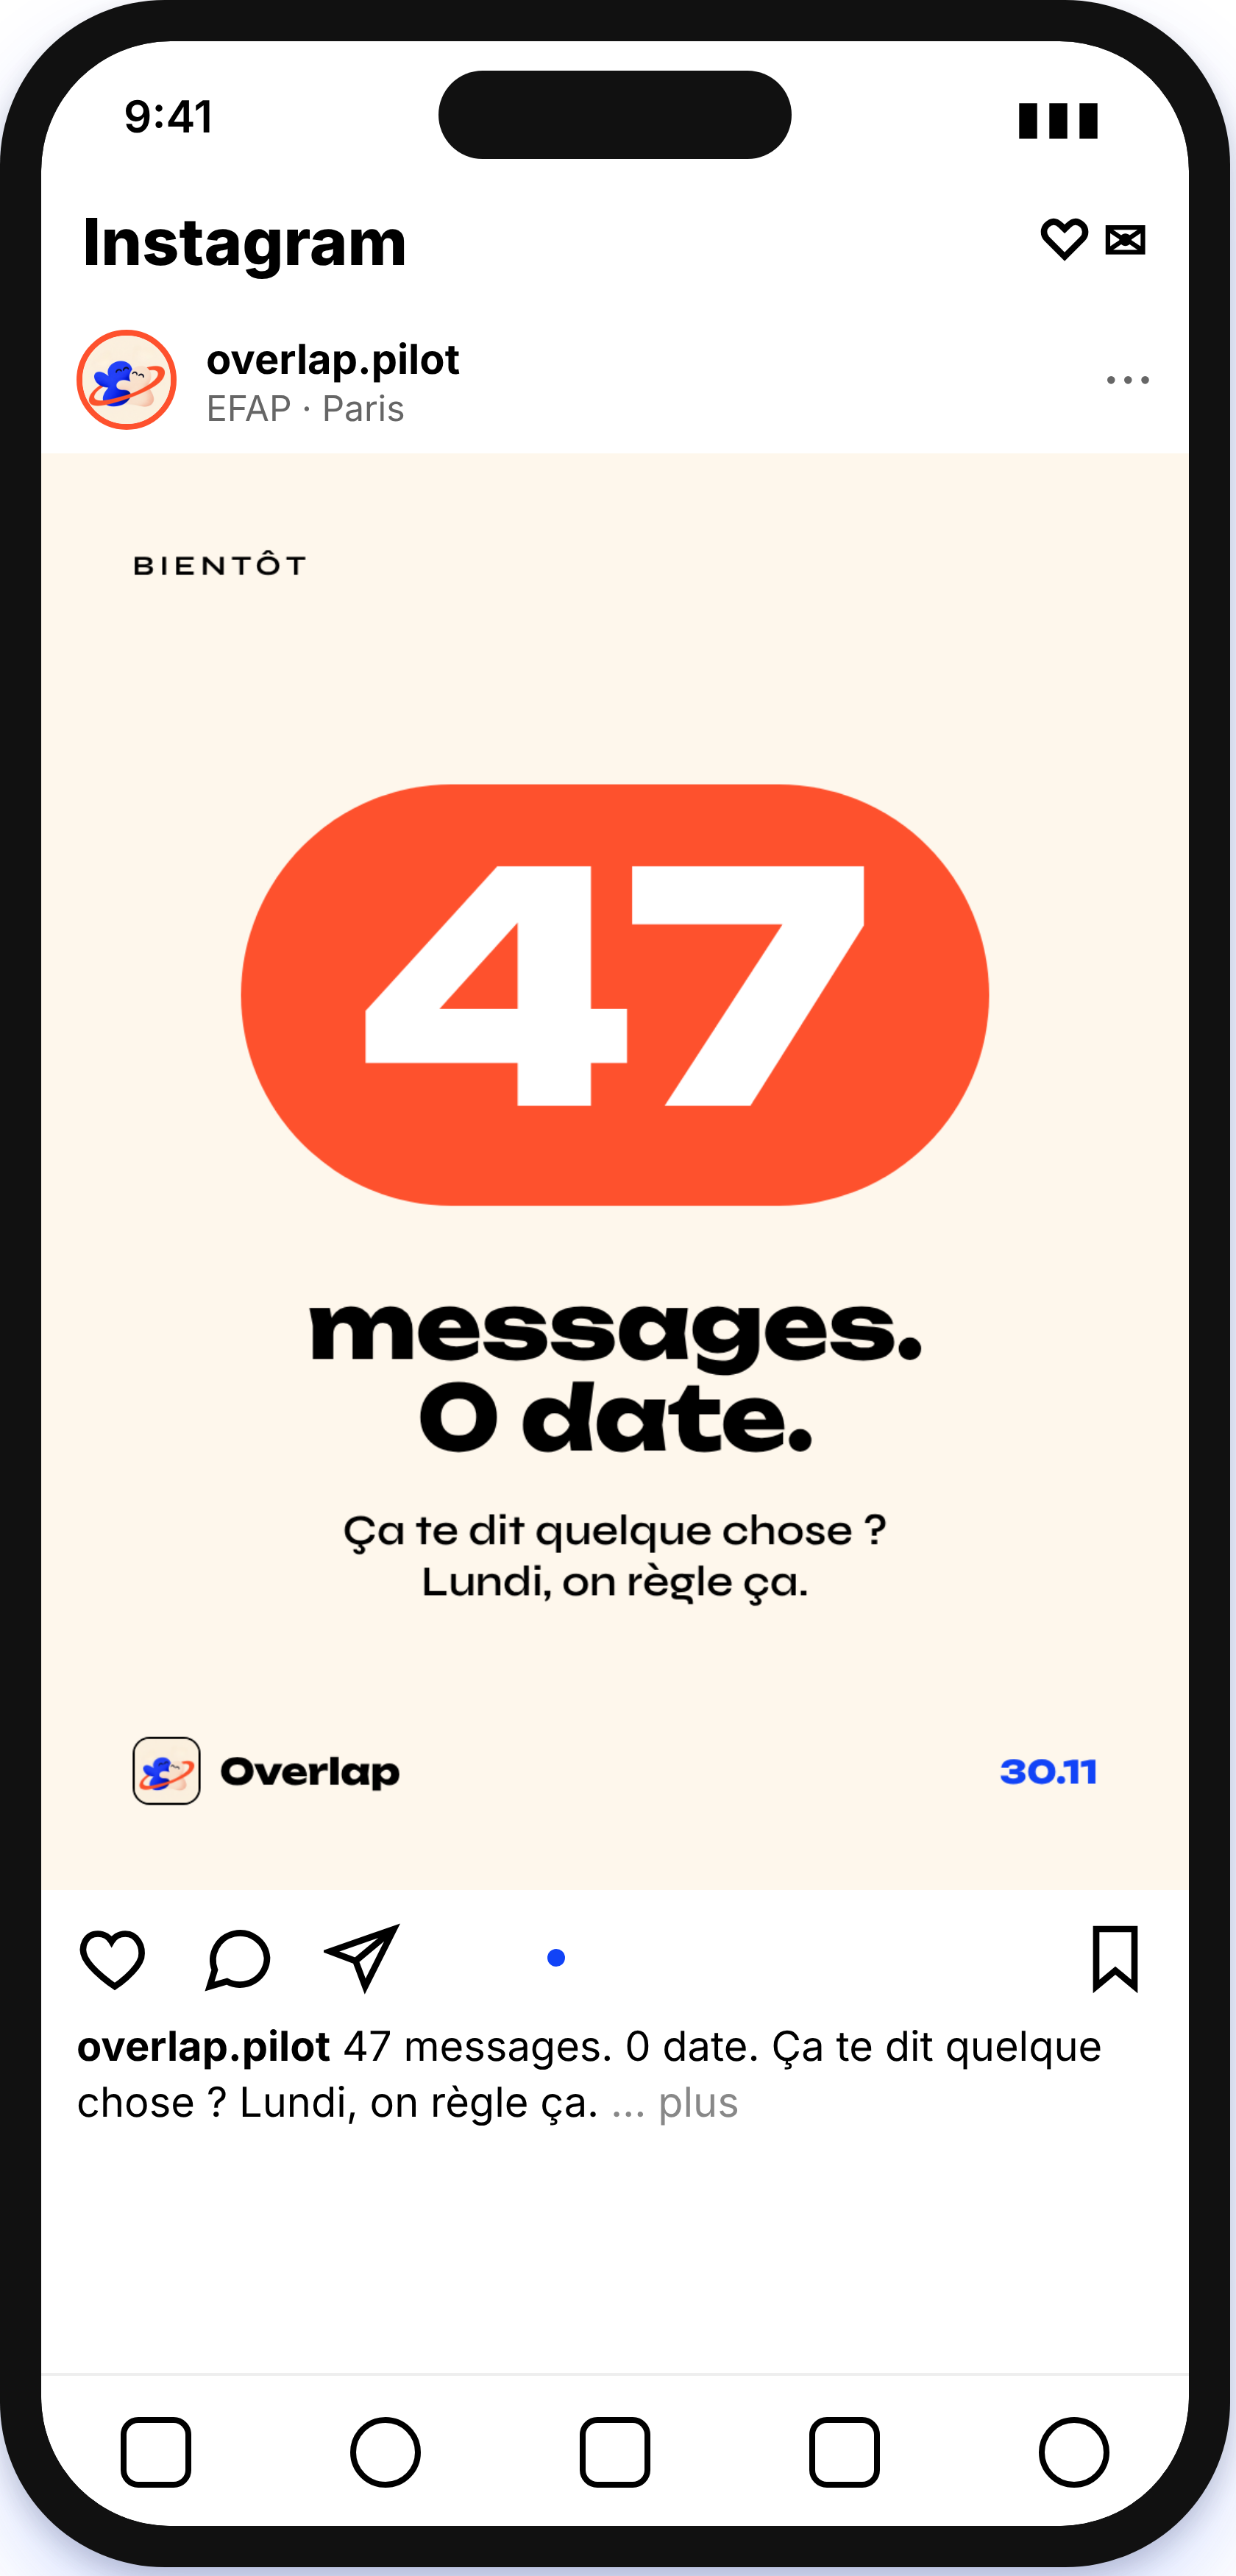 9:41
Instagram
overlap.pilot
EFAP · Paris
BIENTÔT
47
messages.
0 date.
Ça te dit quelque chose ?
Lundi, on règle ça.
Overlap
30.11
overlap.pilot 47 messages. 0 date. Ça te dit quelque
chose ? Lundi, on règle ça. ... plus